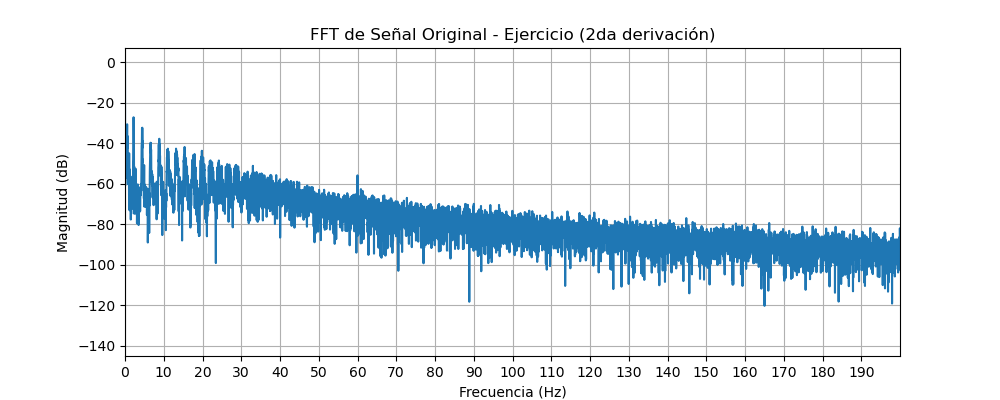 FFT de Señal Original - Ejercicio (2da derivación)
0
−20
−40
−60
−80
−100
−120
−140
Magnitud (dB)
0 10 20 30 40 50 60 70 80 90 100 110 120 130 140 150 160 170 180 190
Frecuencia (Hz)